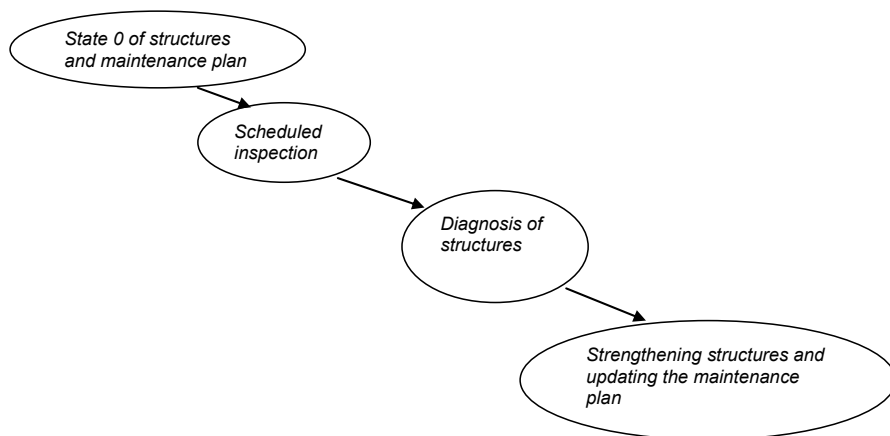 State 0 of structures
and maintenance plan
Scheduled
inspection
Diagnosis of
structures
Strengthening structures and
updating the maintenance
plan